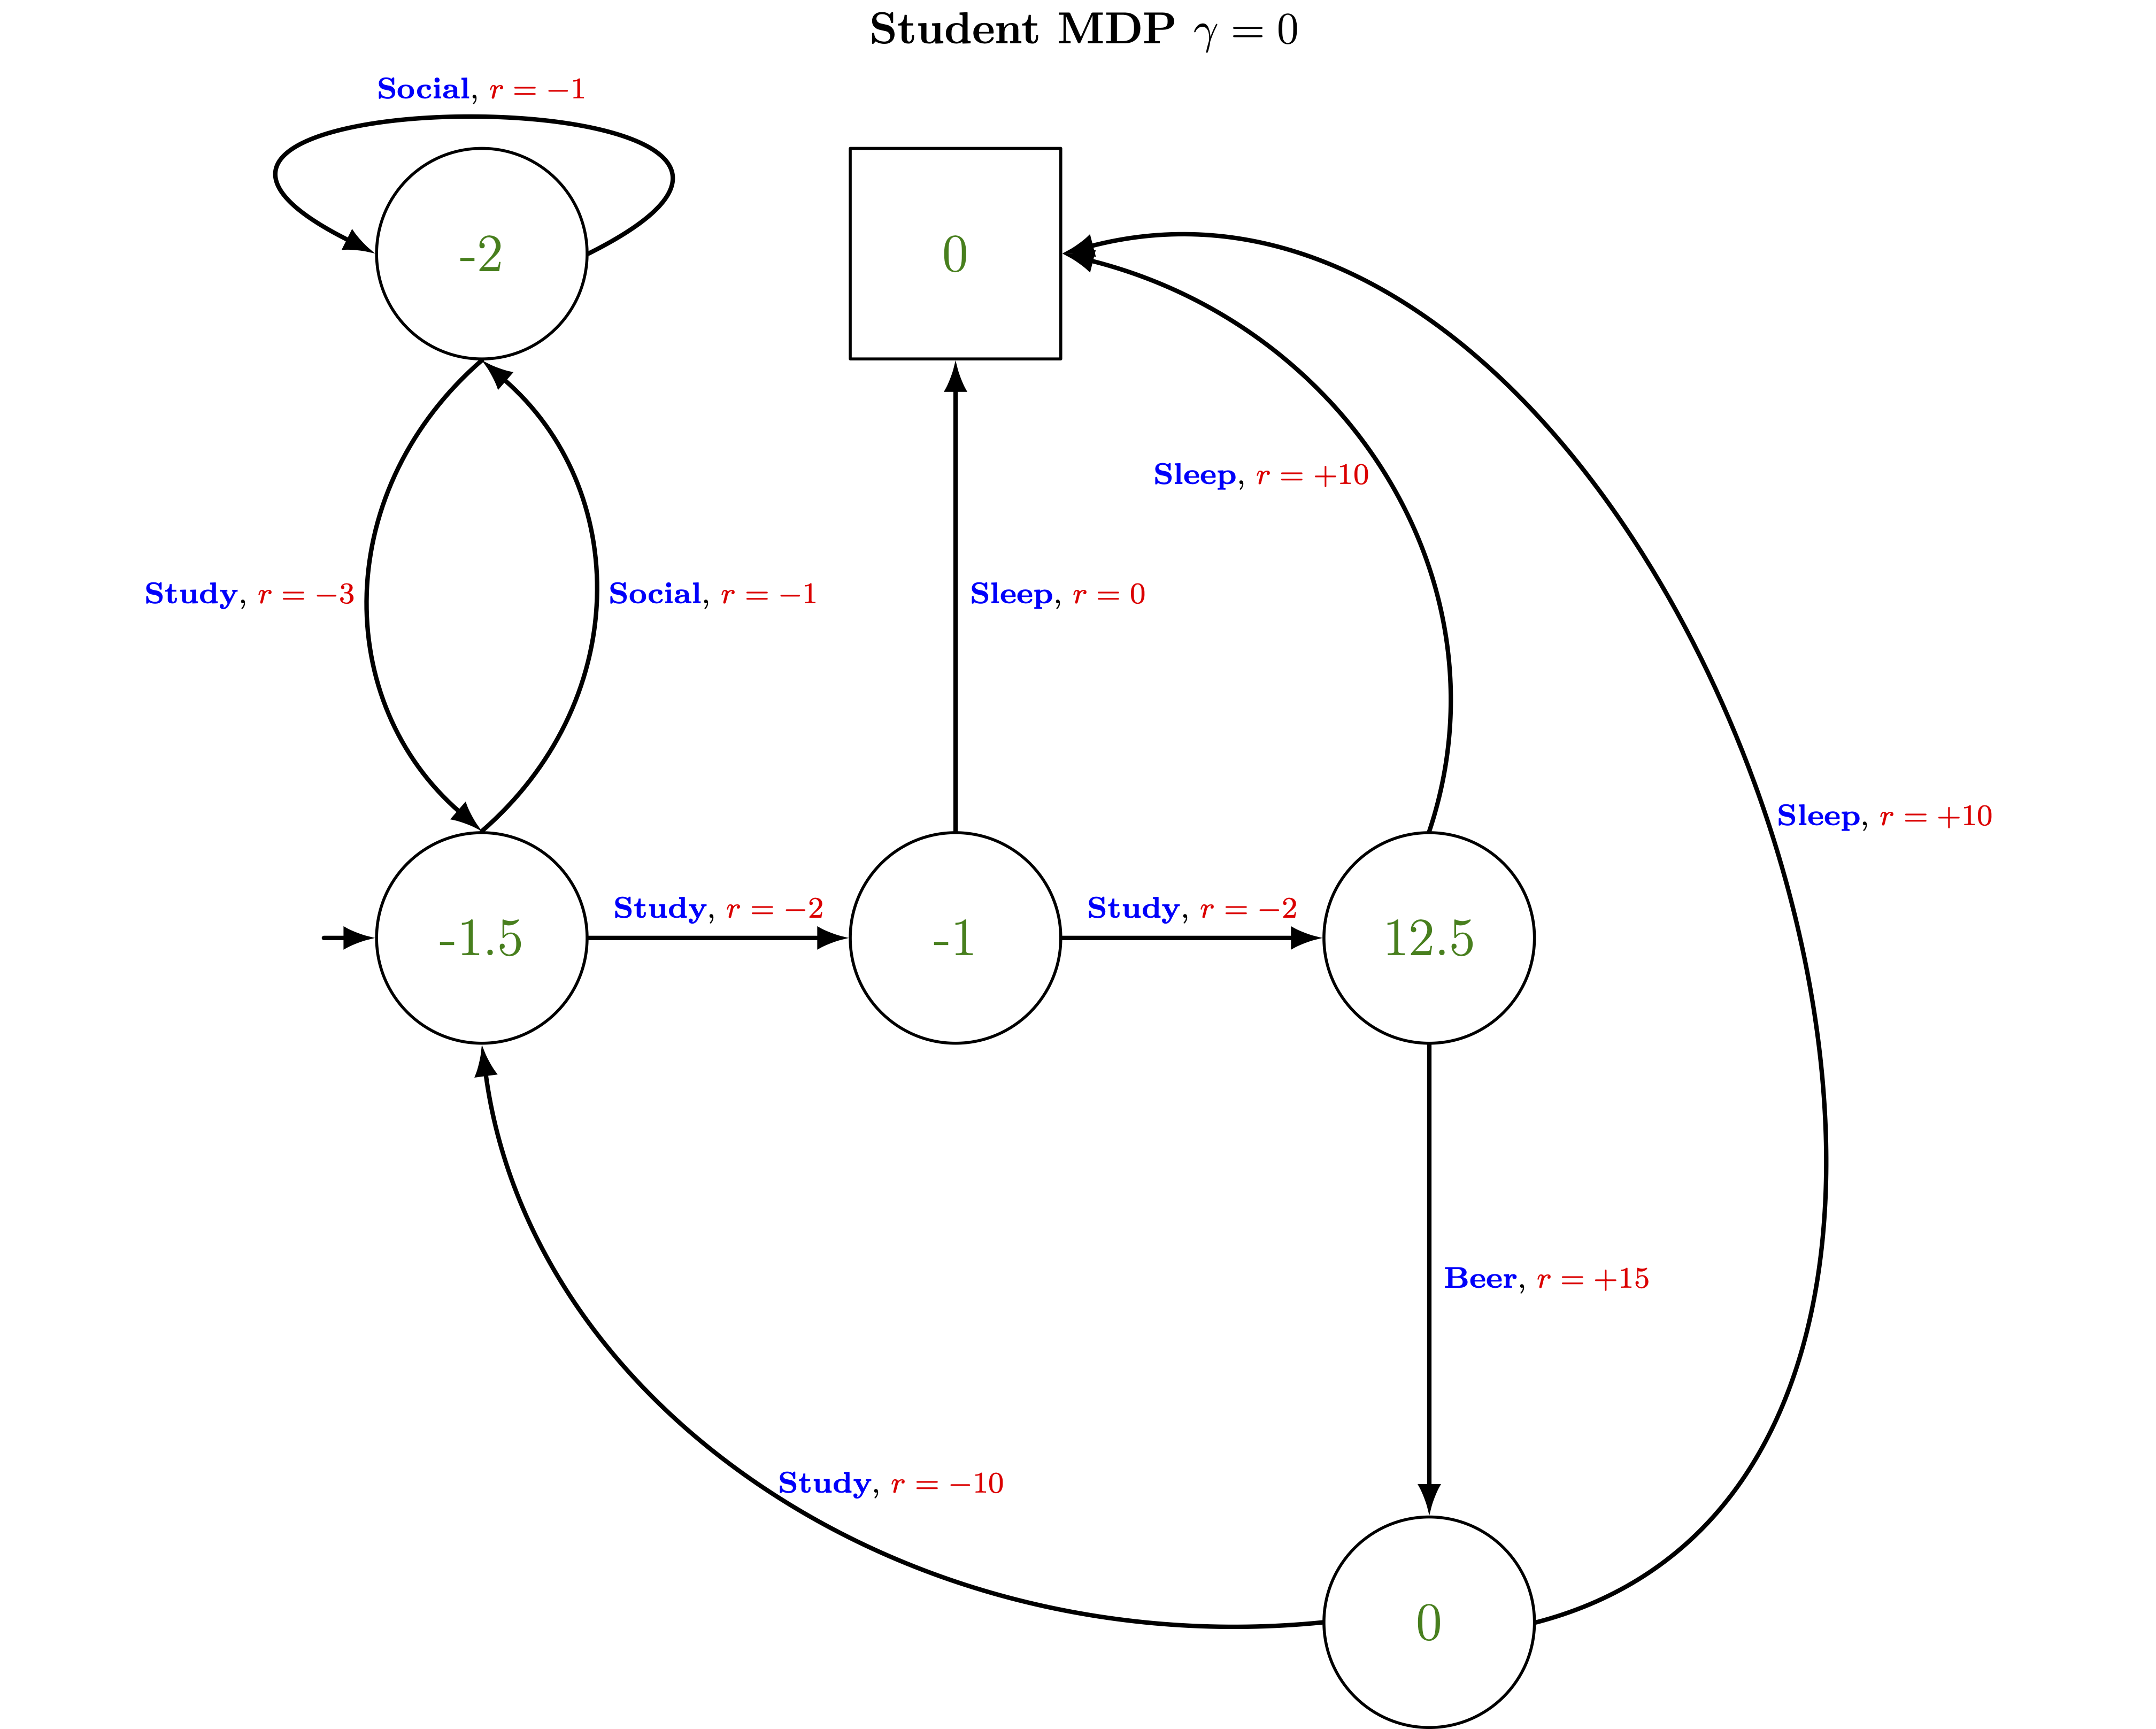 Student MDP γ = 0
Social, r = −1
-2
0
Sleep, r = +10
Study, r = −3
Social, r = −1
Sleep, r = 0
Sleep, r = +10
Study, r = −2
Study, r = −2
-1.5
-1
12.5
Beer, r = +15
Study, r = −10
0